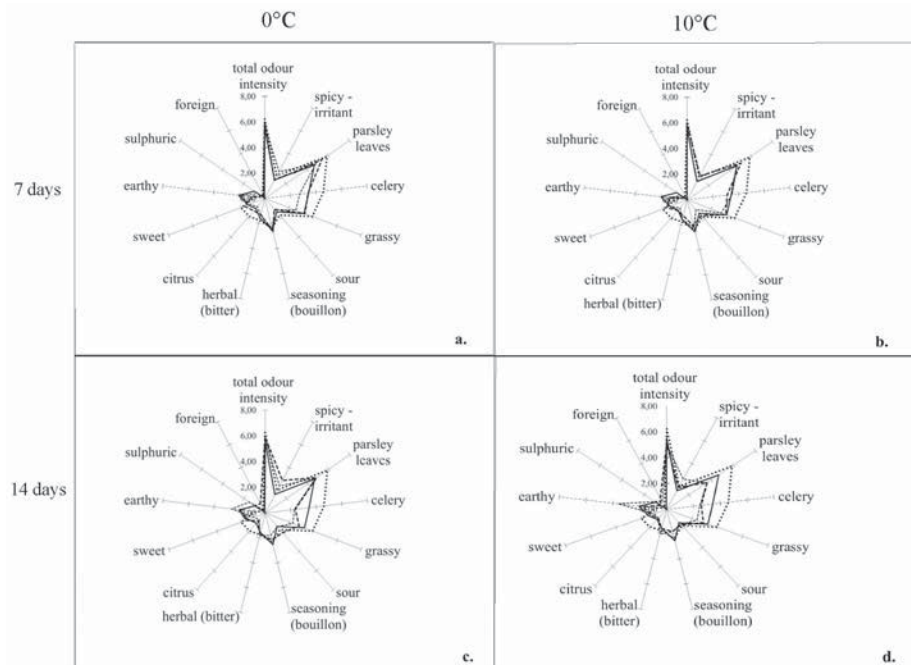 0°C
10°C
7 days
total odour
intensity
8,00
6,00
4,00
2,00
spicy -
irritant
parsley
leaves
celery
grassy
sour
seasoning
(bouillon)
herbal
(bitter)
citrus
sweet
earthy
sulphuric
foreign
a.
total odour
intensity
8,00
6,00
4,00
2,00
spicy -
irritant
parsley
leaves
celery
grassy
sour
seasoning
(bouillon)
herbal (bitter)
citrus
sweet
earthy
sulphuric
foreign
b.
14 days
total odour
intensity
8,00
6,00
4,00
2,00
spicy -
irritant
parsley
leaves
celery
grassy
sour
seasoning
(bouillon)
herbal (bitter)
citrus
sweet
earthy
sulphuric
foreign
c.
total odour
intensity
8,00
6,00
4,00
2,00
spicy -
irritant
parsley
leaves
celery
grassy
sour
seasoning
(bouillon)
herbal
(bitter)
citrus
sweet
earthy
sulphuric
foreign
d.